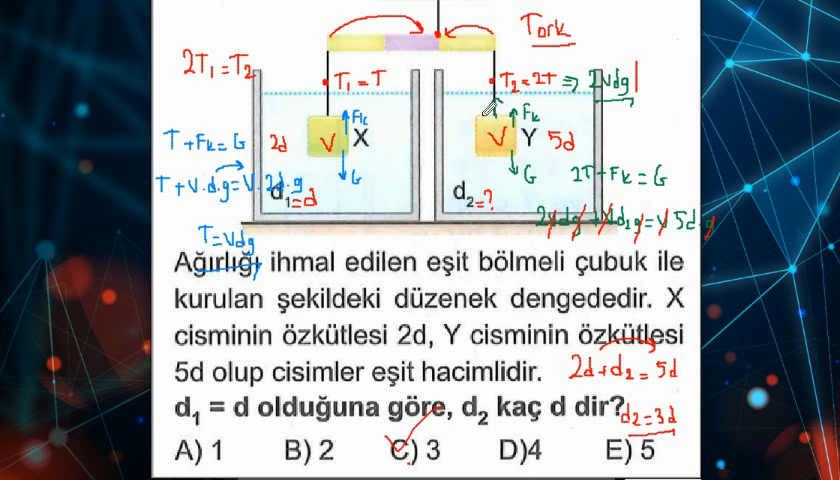 Tork
2T₁ = T₂
T₁ = T
T₂ = 2T ⇒ 2Vdg
Fk
Fk
2d
V
X
V
Y
5d
T + Fk = G
G
G
2T + Fk = G
T + V.d.g = V.2d.g
d₁ = d
d₂ = ?
2Vdg + Vd₂g = V 5d g
T = Vdg
Ağırlığı ihmal edilen eşit bölmeli çubuk ile
kurulan şekildeki düzenek dengededir. X
cisminin özkütlesi 2d, Y cisminin özkütlesi
5d olup cisimler eşit hacimlidir.
2d + d₂ = 5d
d₁ = d olduğuna göre, d₂ kaç d dir?
d₂ = 3d
A) 1 B) 2 C) 3 D)4 E) 5